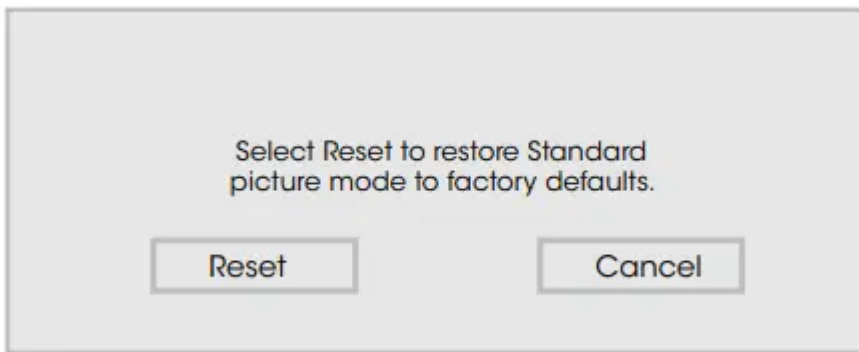 Select Reset to restore Standard
picture mode to factory defaults.
Reset
Cancel